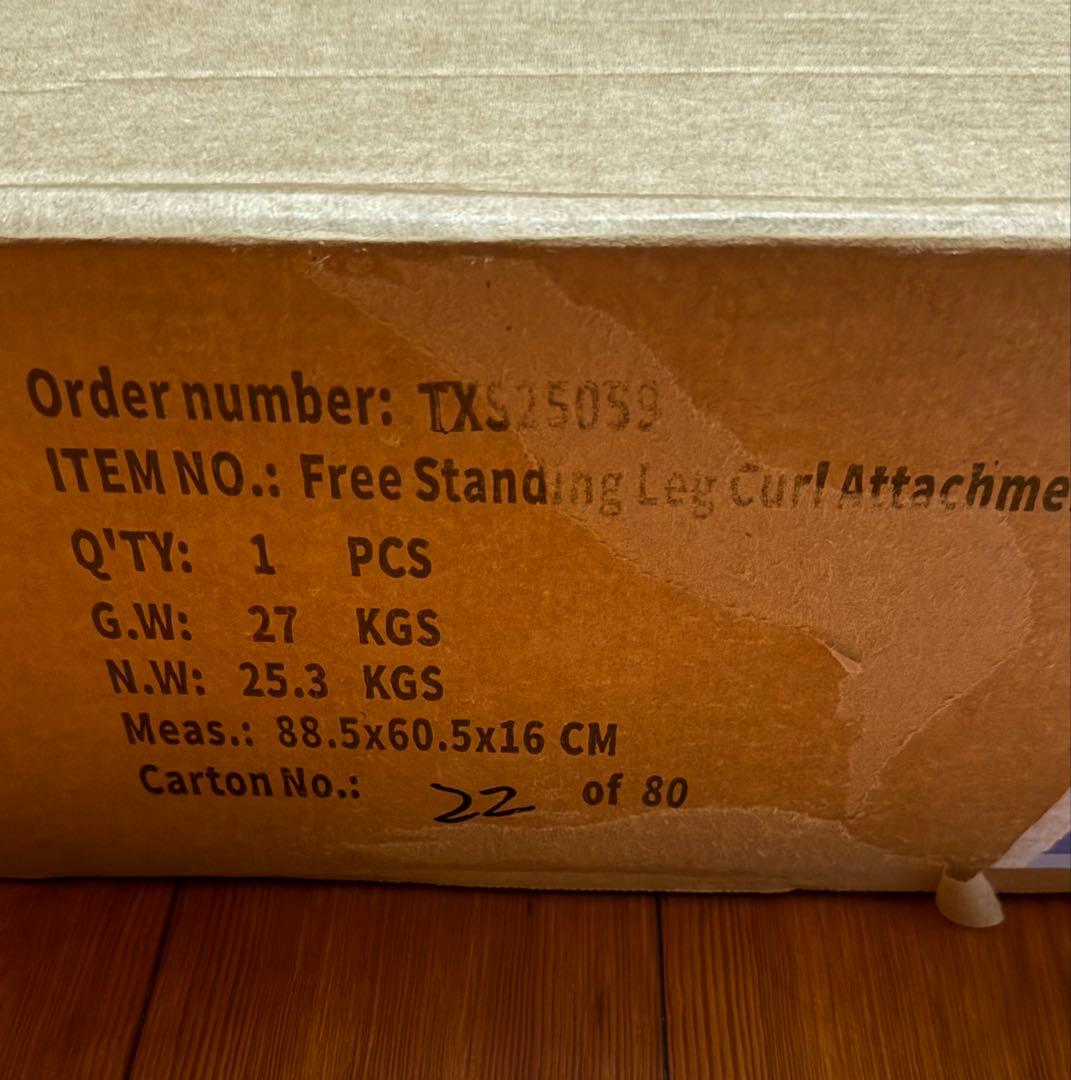 Order number: TXS25059
ITEM NO.: Free Standing Leg Curl Attachme
Q'TY: 1 PCS
G.W: 27 KGS
N.W: 25.3 KGS
Meas.: 88.5x60.5x16 CM
Carton No.: 22 of 80